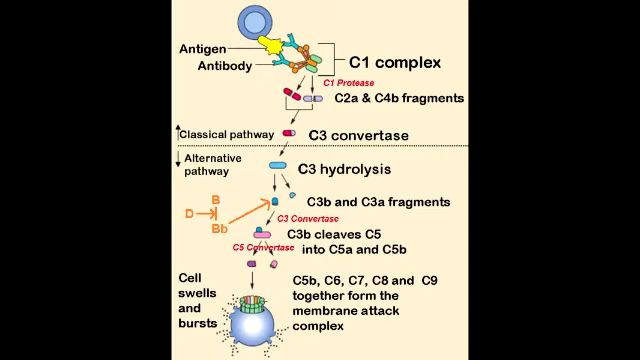 Antigen
Antibody
C1 complex
C1 Protease
C2a & C4b fragments
Classical pathway
C3 convertase
Alternative
pathway
C3 hydrolysis
B
D
Bb
C3b and C3a fragments
C3 Convertase
C3b cleaves C5
C5 Convertase
into C5a and C5b
Cell
swells
and
bursts
C5b, C6, C7, C8 and C9
together form the
membrane attack
complex